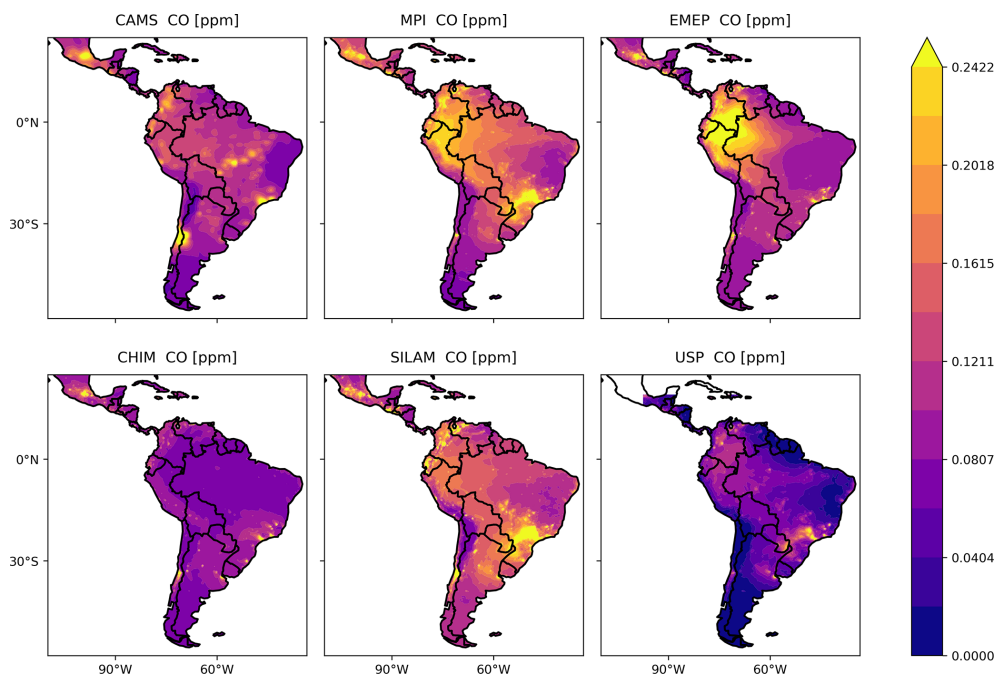 CAMS CO [ppm]
MPI CO [ppm]
EMEP CO [ppm]
0°N
30°S
CHIM CO [ppm]
SILAM CO [ppm]
USP CO [ppm]
0°N
30°S
90°W
60°W
90°W
60°W
90°W
60°W
0.2422
0.2018
0.1615
0.1211
0.0807
0.0404
0.0000